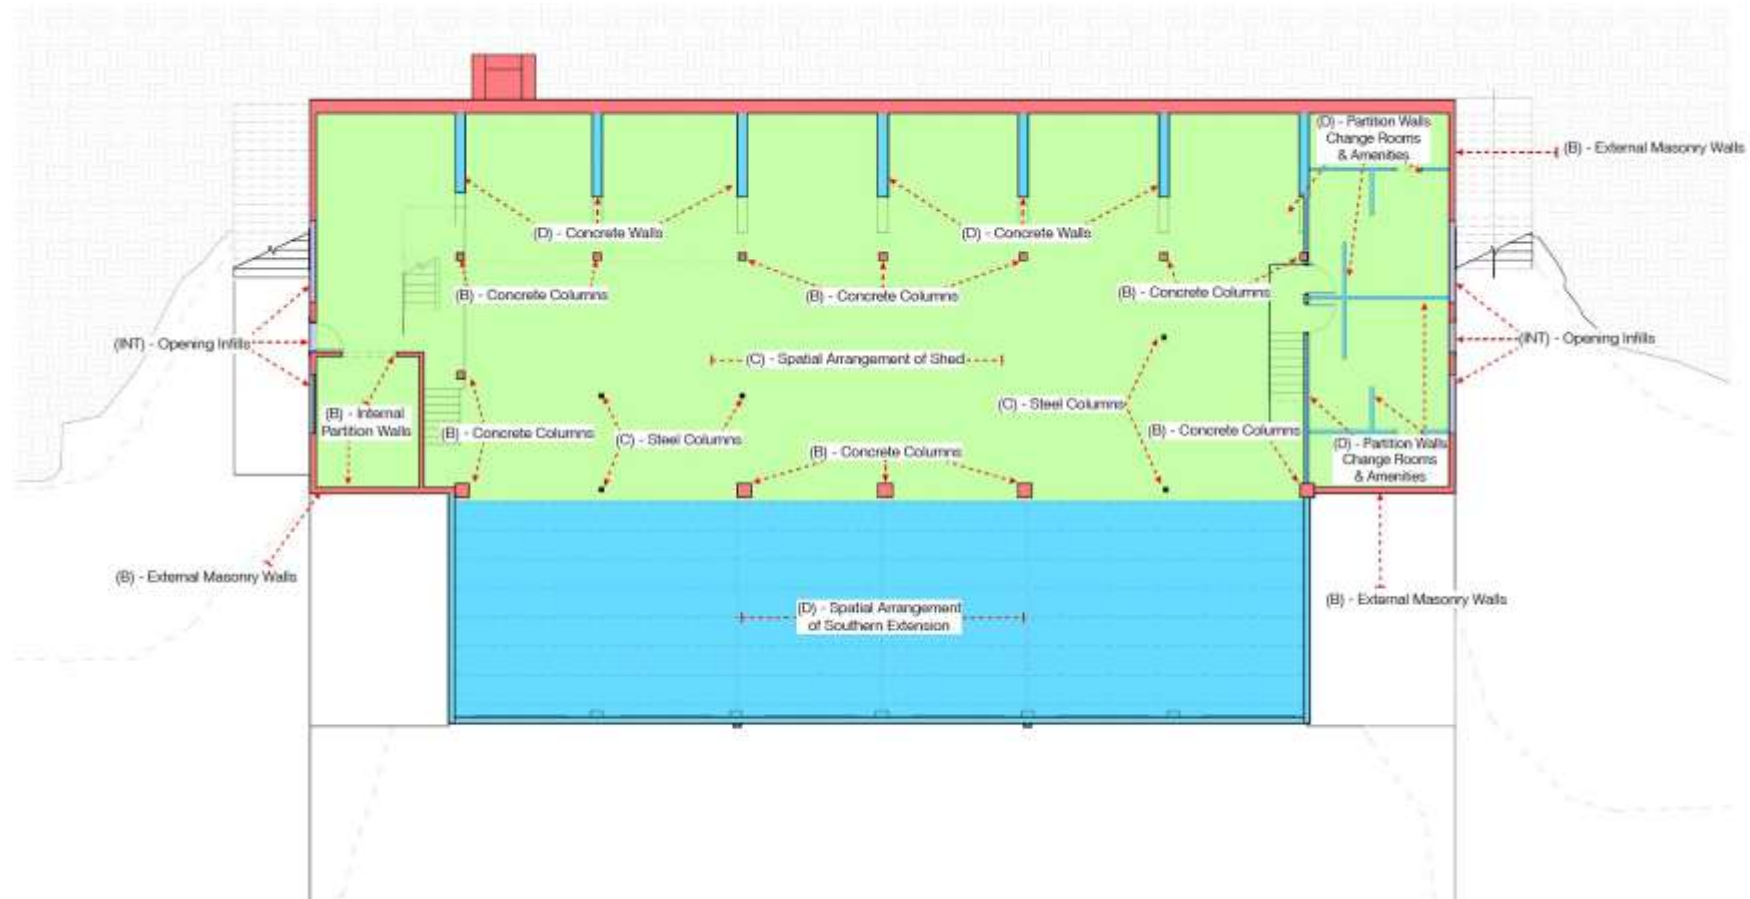 (D) - Partition Walls
Change Rooms
& Amenities
(B) - External Masonry Walls
(D) - Concrete Walls
(D) - Concrete Walls
(B) - Concrete Columns
(B) - Concrete Columns
(B) - Concrete Columns
(INT) - Opening Infills
(INT) - Opening Infills
(C) - Spatial Arrangement of Shed
(C) - Steel Columns
(B) - Internal
Partition Walls
(B) - Concrete Columns
(C) - Steel Columns
(B) - Concrete Columns
(B) - Concrete Columns
(D) - Partition Walls
Change Rooms
& Amenities
(B) - External Masonry Walls
(B) - External Masonry Walls
(D) - Spatial Arrangement
of Southern Extension